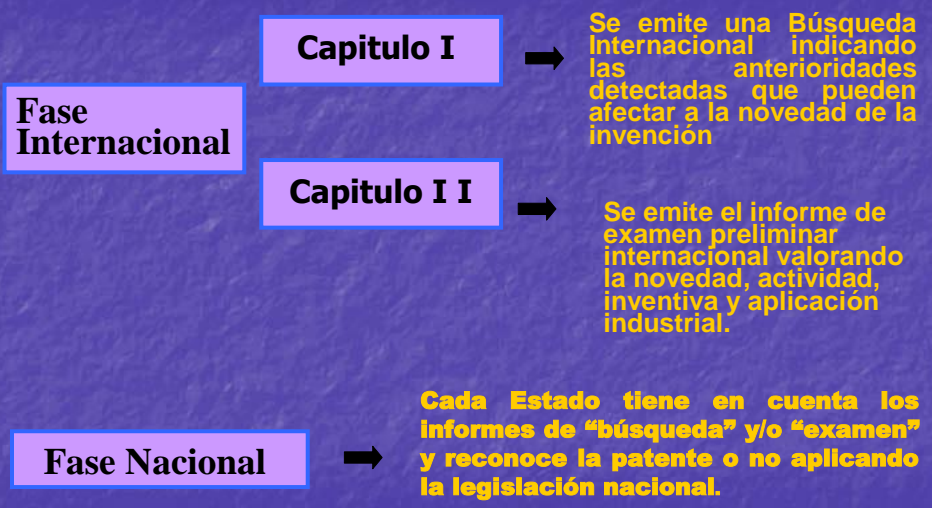 Fase
Internacional
Capitulo I
Se emite una Búsqueda
Internacional indicando
las anterioridades
detectadas que pueden
afectar a la novedad de la
invención
Capitulo I I
Se emite el informe de
examen preliminar
internacional valorando
la novedad, actividad,
inventiva y aplicación
industrial.
Fase Nacional
Cada Estado tiene en cuenta los
informes de “búsqueda” y/o “examen”
y reconoce la patente o no aplicando
la legislación nacional.